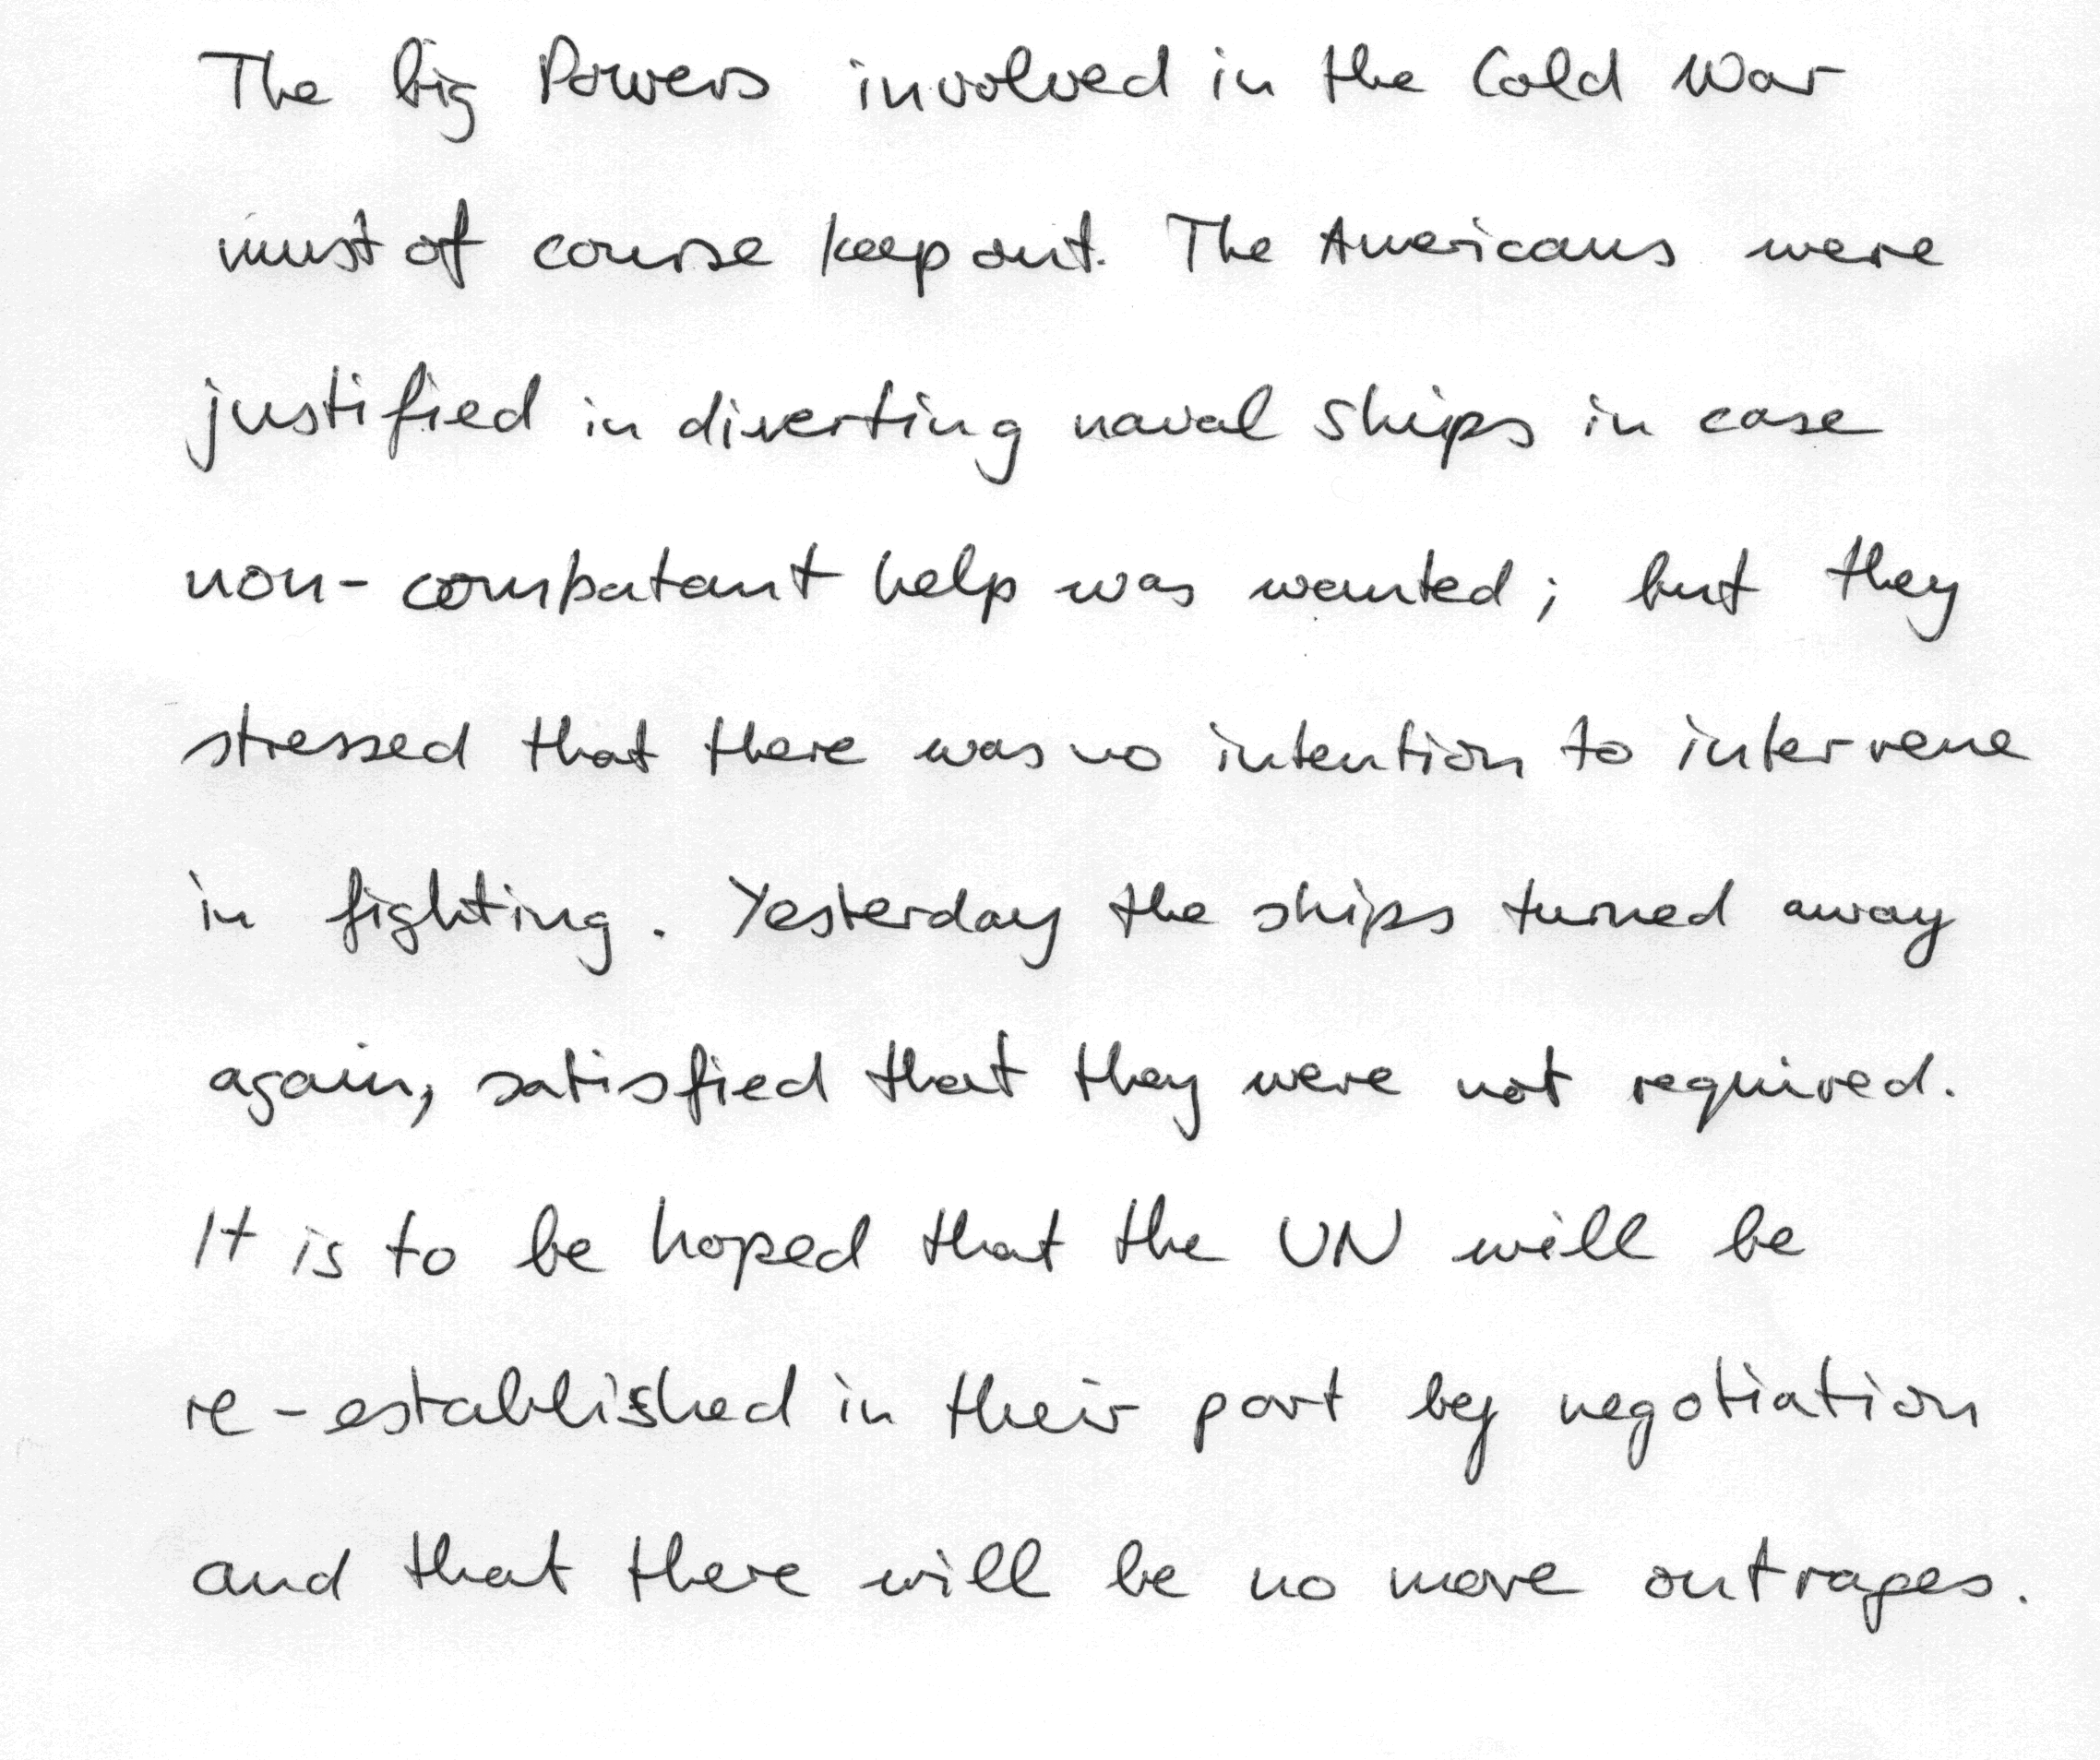 The big Powers involved in the Cold War
must of course keep out. The Americans were
justified in diverting naval ships in case
non-combatant help was wanted; but they
stressed that there was no intention to intervene
in fighting. Yesterday the ships turned away
again, satisfied that they were not required.
It is to be hoped that the UN will be
re-established in their port by negotiation
and that there will be no more outrages.